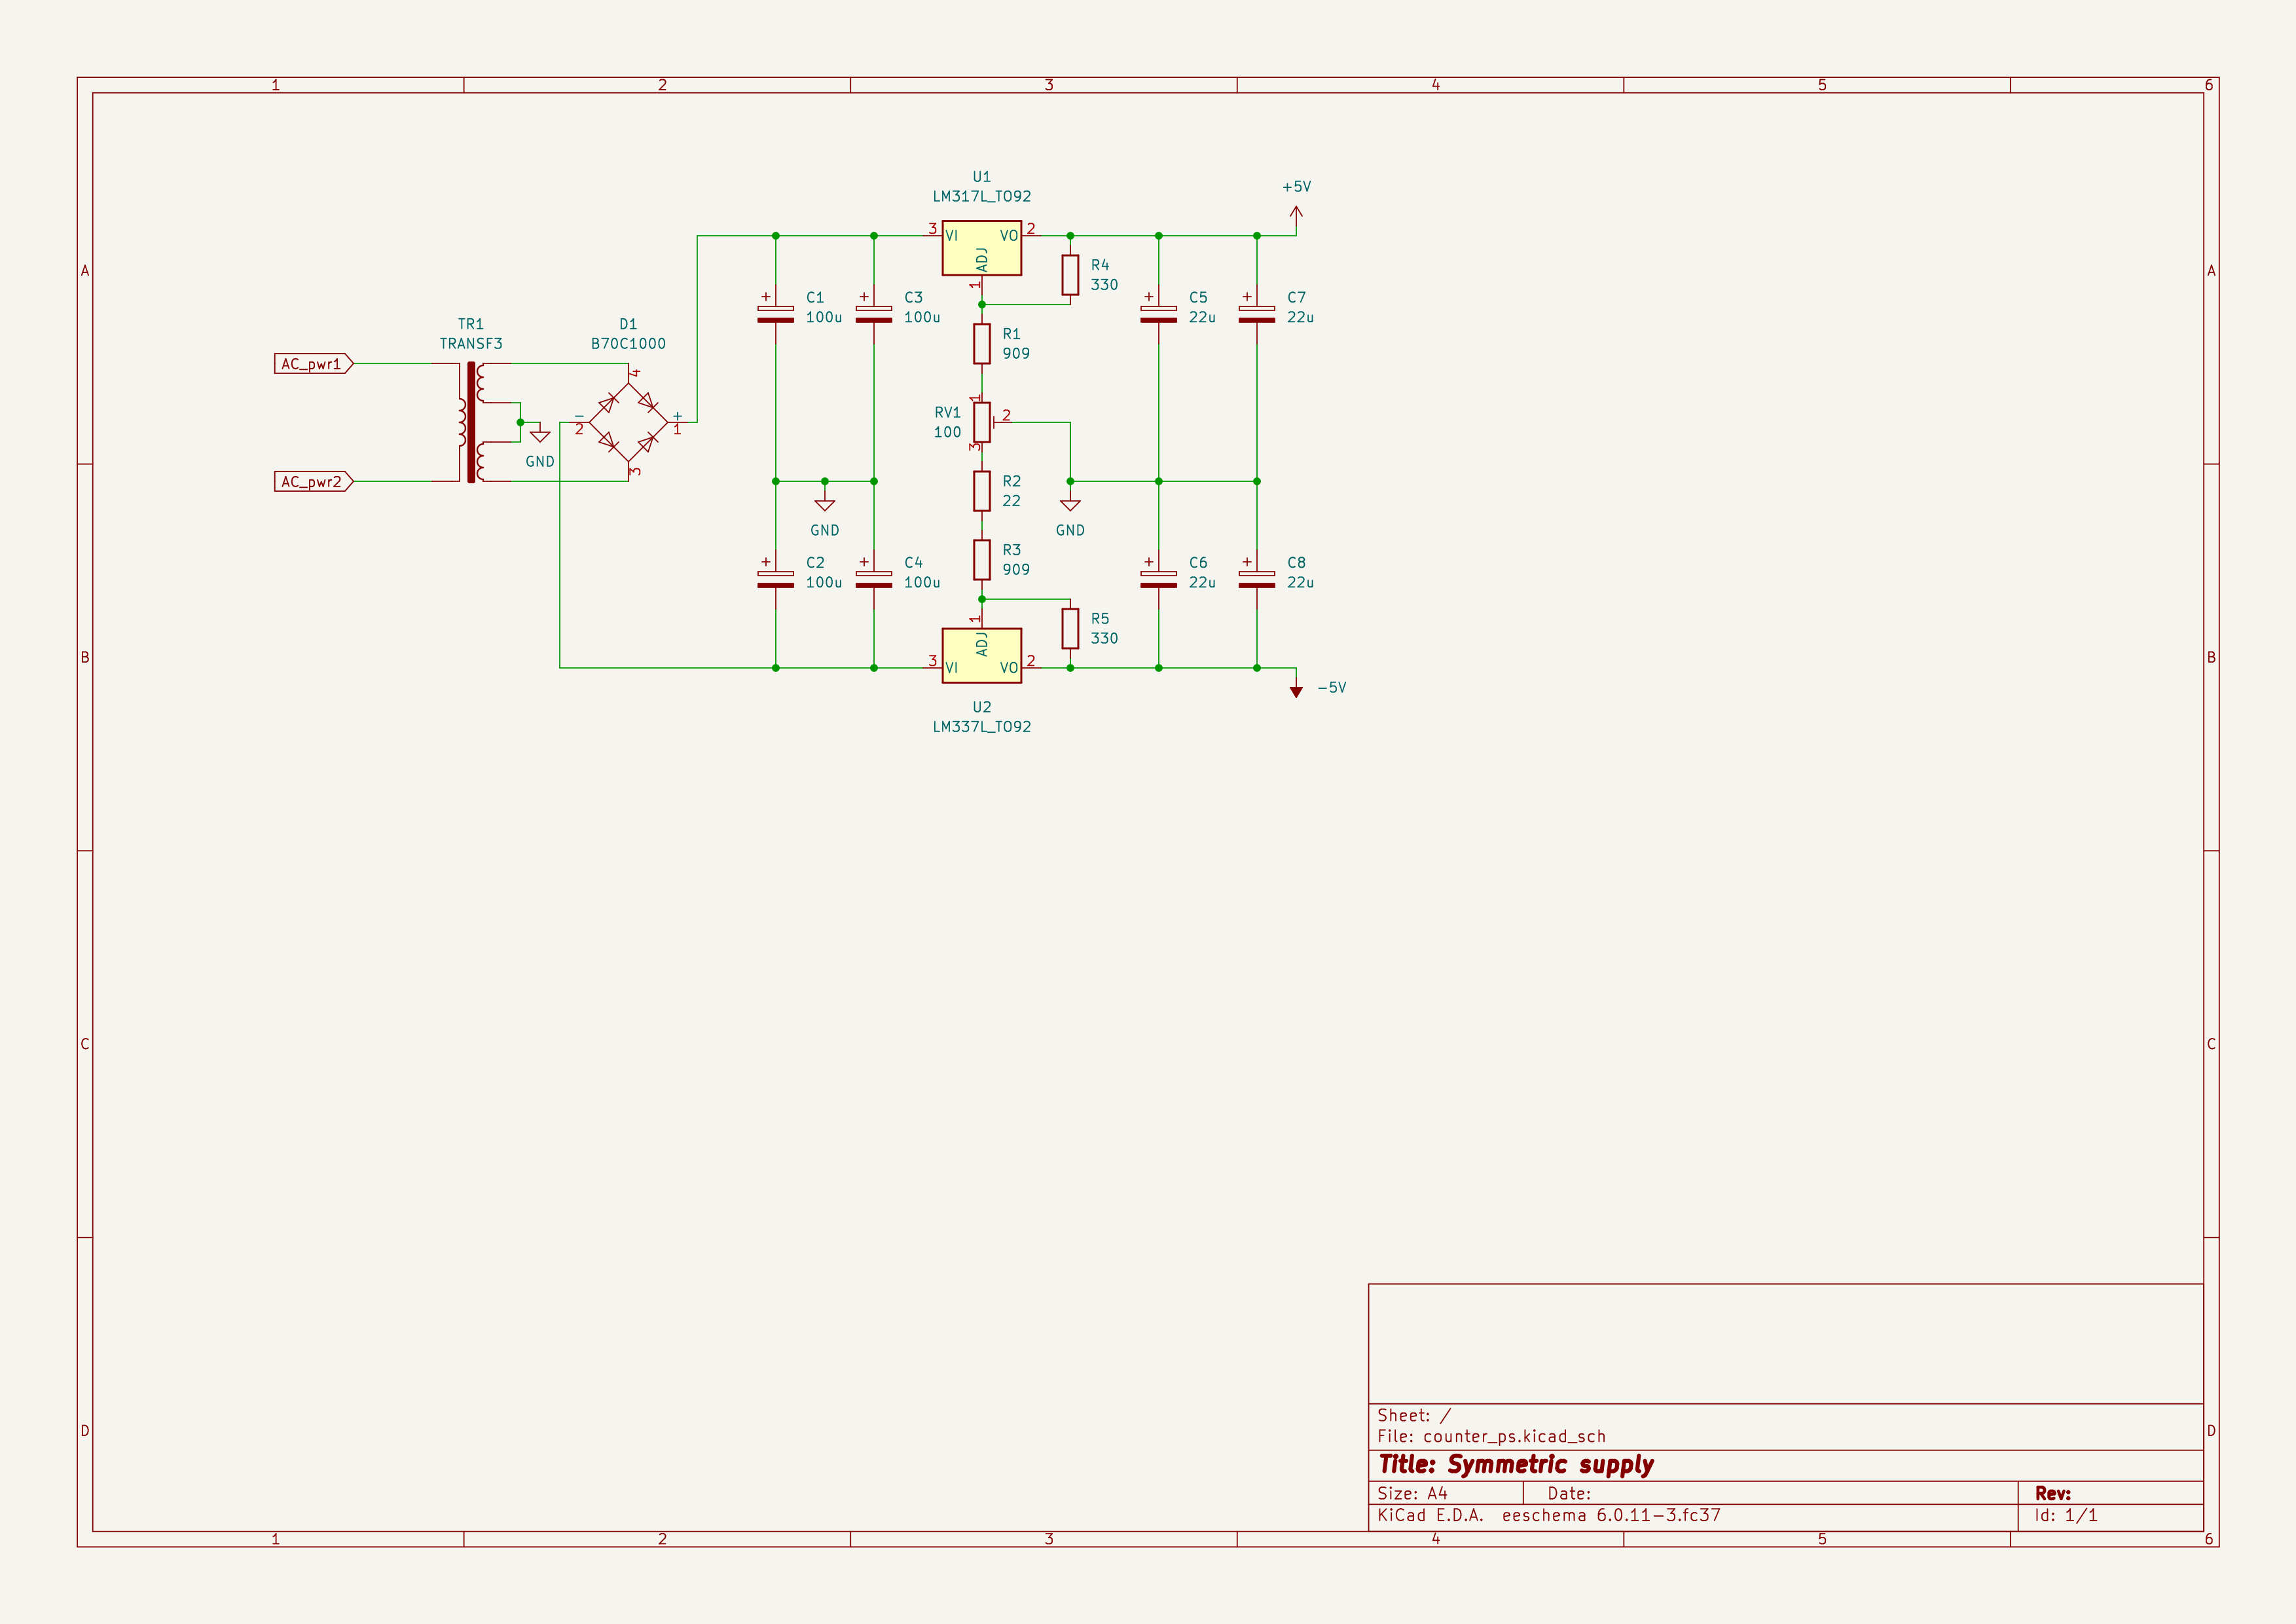 1 2 3 4 5 6
A A
U1
LM317L_TO92
+5V
3 VI VO 2
ADJ
1
R4
330
+ C1
100u
+ C3
100u
+ C5
22u
+ C7
22u
R1
909
TR1
TRANSF3
D1
B70C1000
AC_pwr1
4
− 2
+ 1
3
GND
AC_pwr2
RV1
100
1
2
3
R2
22
GND
GND
R3
909
+ C2
100u
+ C4
100u
+ C6
22u
+ C8
22u
R5
330
1
ADJ
3 VI VO 2
−5V
U2
LM337L_TO92
B B
C C
D D
Sheet: /
File: counter_ps.kicad_sch
Title: Symmetric supply
Size: A4 Date: Rev:
KiCad E.D.A. eeschema 6.0.11-3.fc37 Id: 1/1
1 2 3 4 5 6